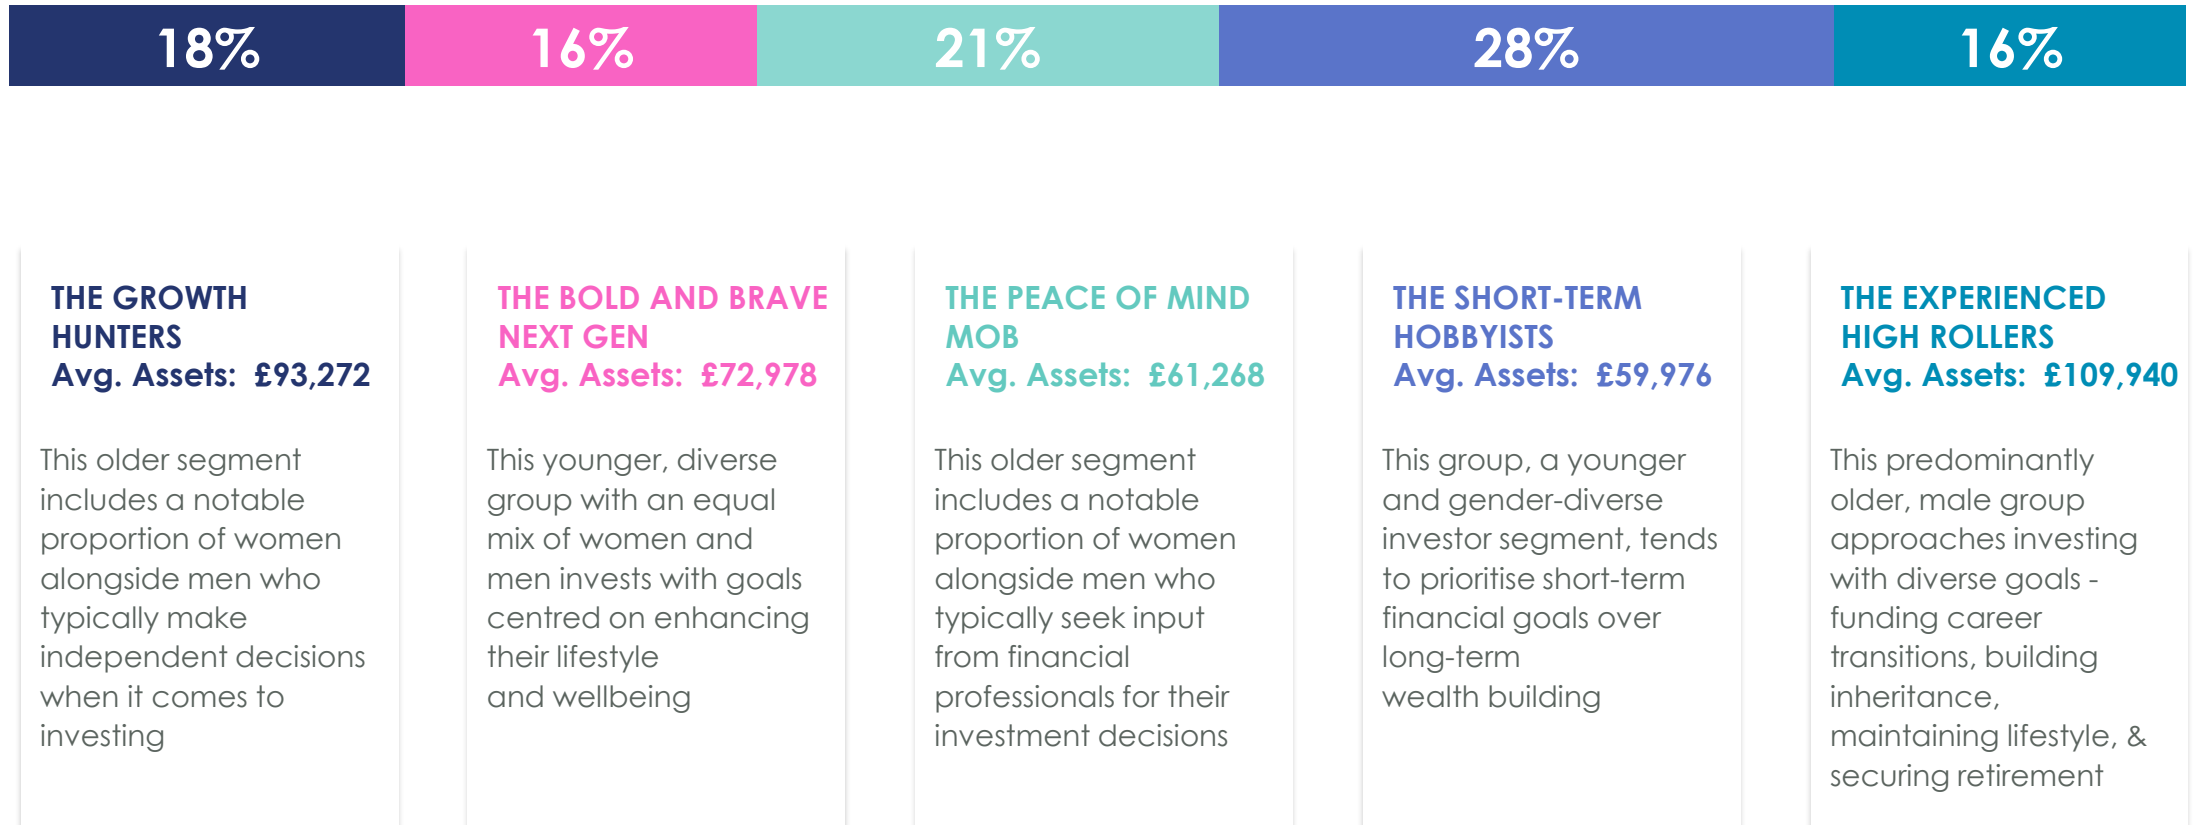 18%
16%
21%
28%
16%
THE GROWTH
HUNTERS
Avg. Assets: £93,272
This older segment
includes a notable
proportion of women
alongside men who
typically make
independent decisions
when it comes to
investing
THE BOLD AND BRAVE
NEXT GEN
Avg. Assets: £72,978
This younger, diverse
group with an equal
mix of women and
men invests with goals
centred on enhancing
their lifestyle
and wellbeing
THE PEACE OF MIND
MOB
Avg. Assets: £61,268
This older segment
includes a notable
proportion of women
alongside men who
typically seek input
from financial
professionals for their
investment decisions
THE SHORT-TERM
HOBBYISTS
Avg. Assets: £59,976
This group, a younger
and gender-diverse
investor segment, tends
to prioritise short-term
financial goals over
long-term
wealth building
THE EXPERIENCED
HIGH ROLLERS
Avg. Assets: £109,940
This predominantly
older, male group
approaches investing
with diverse goals -
funding career
transitions, building
inheritance,
maintaining lifestyle, &
securing retirement